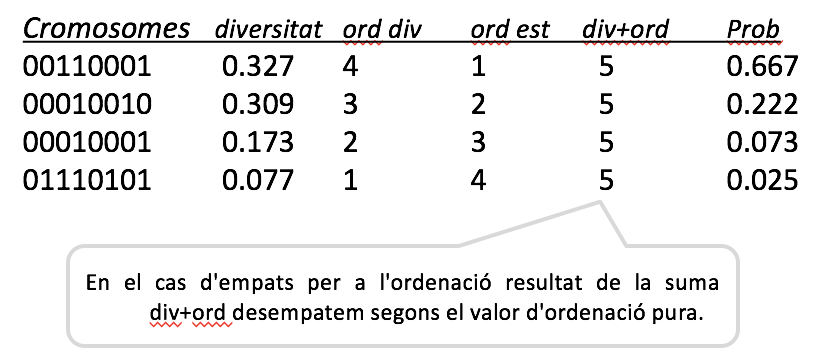 Cromosomes diversitat ord div ord est div+ord Prob
00110001 0.327 4 1 5 0.667
00010010 0.309 3 2 5 0.222
00010001 0.173 2 3 5 0.073
01110101 0.077 1 4 5 0.025
En el cas d'empats per a l'ordenació resultat de la suma
div+ord desempatem segons el valor d'ordenació pura.